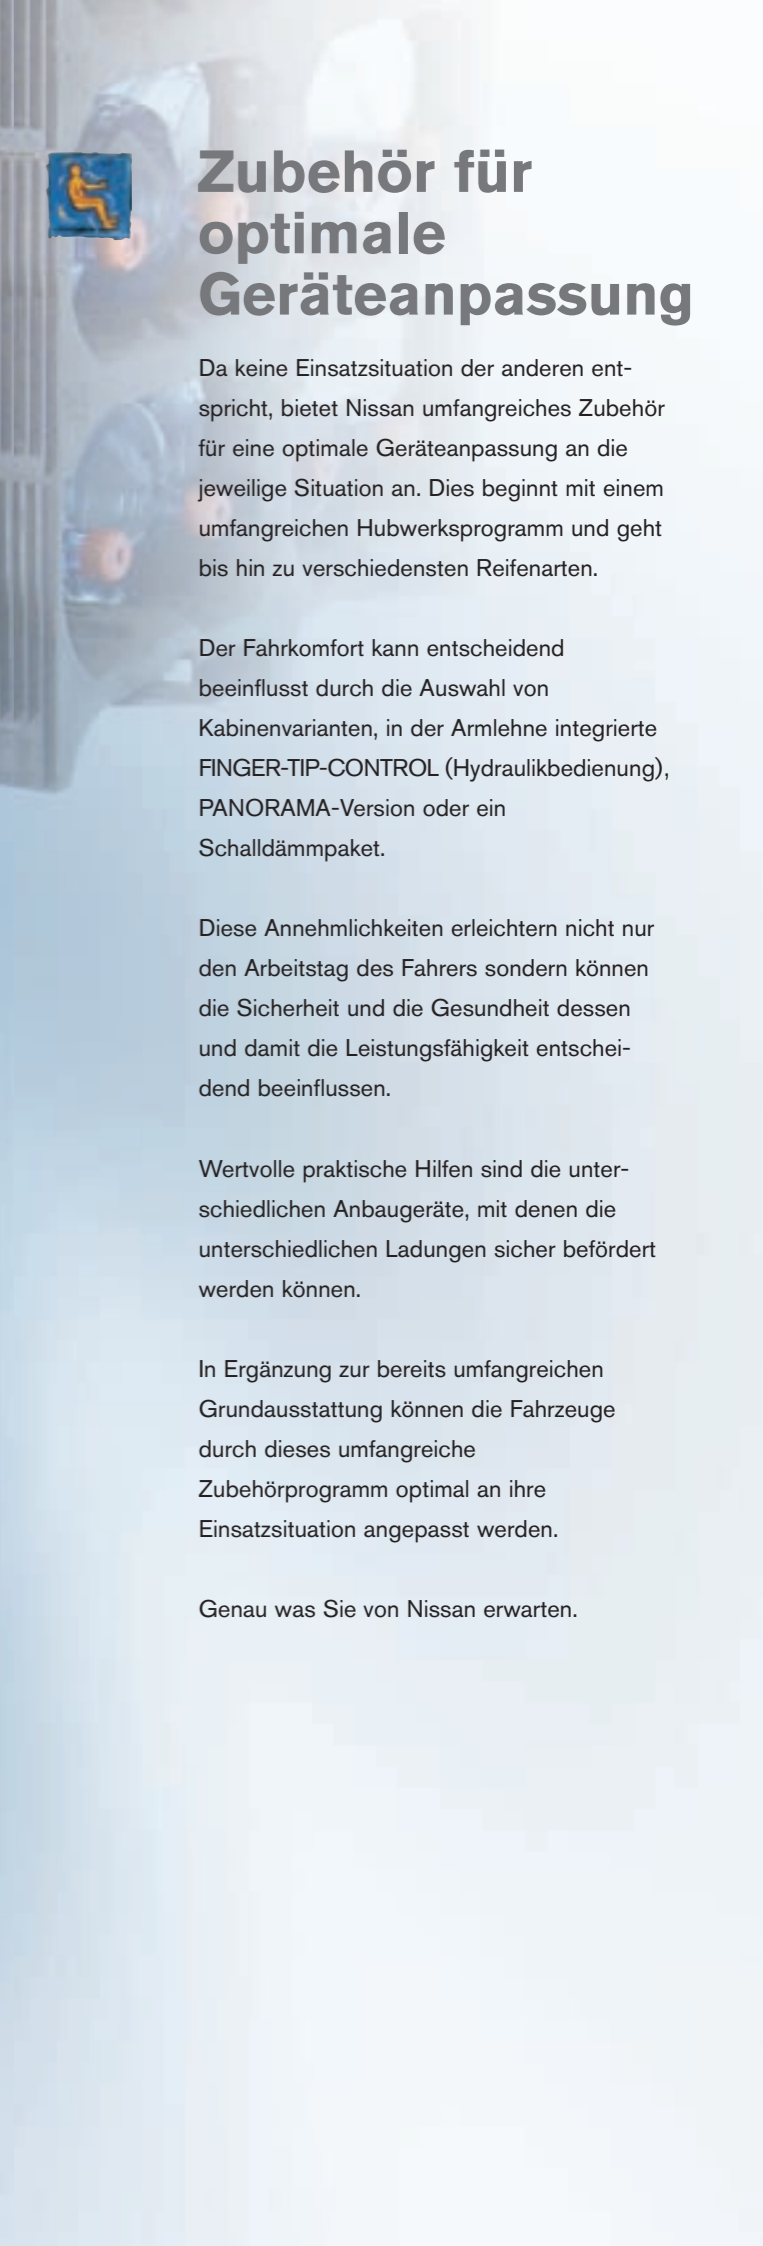 Zubehör für
optimale
Geräteanpassung
Da keine Einsatzsituation der anderen ent-
spricht, bietet Nissan umfangreiches Zubehör
für eine optimale Geräteanpassung an die
jeweilige Situation an. Dies beginnt mit einem
umfangreichen Hubwerksprogramm und geht
bis hin zu verschiedensten Reifenarten.
Der Fahrkomfort kann entscheidend
beeinflusst durch die Auswahl von
Kabinenvarianten, in der Armlehne integrierte
FINGER-TIP-CONTROL (Hydraulikbedienung),
PANORAMA-Version oder ein
Schalldämmpaket.
Diese Annehmlichkeiten erleichtern nicht nur
den Arbeitstag des Fahrers sondern können
die Sicherheit und die Gesundheit dessen
und damit die Leistungsfähigkeit entschei-
dend beeinflussen.
Wertvolle praktische Hilfen sind die unter-
schiedlichen Anbaugeräte, mit denen die
unterschiedlichen Ladungen sicher befördert
werden können.
In Ergänzung zur bereits umfangreichen
Grundausstattung können die Fahrzeuge
durch dieses umfangreiche
Zubehörprogramm optimal an ihre
Einsatzsituation angepasst werden.
Genau was Sie von Nissan erwarten.